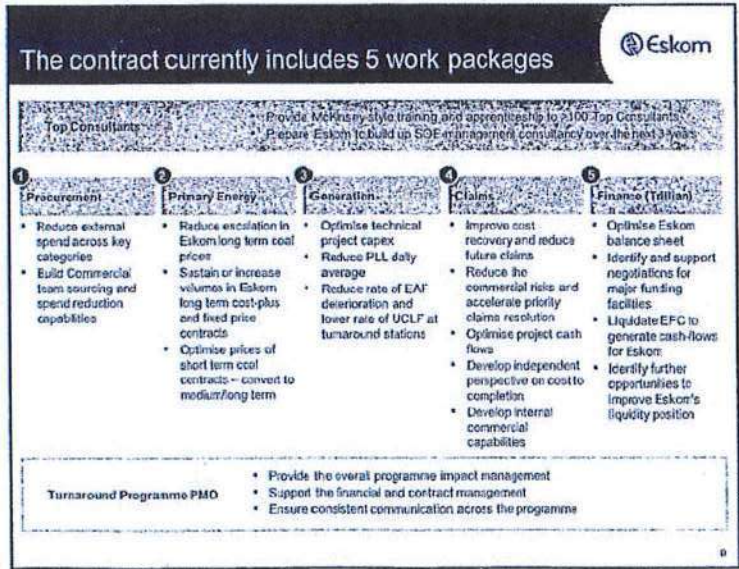 The contract currently includes 5 work packages
Eskom
Top Consultants
• Provide McKinsey style training and apprenticeship to >100 Top Consultants
• Prepare Eskom to build up SOE management consultancy over the next 3 years
1
Procurement
• Reduce external
spend across key
categories
• Build Commercial
team sourcing and
spend reduction
capabilities
2
Primary Energy
• Reduce escalation in
Eskom long term coal
prices
• Sustain or increase
volumes in Eskom
long term cost-plus
and fixed price
contracts
• Optimise prices of
short term coal
contracts – convert to
medium/long term
3
Generation
• Optimise technical
project capex
• Reduce PLL daily
average
• Reduce rate of EAF
deterioration and
lower rate of UCLF at
turnaround stations
4
Claims
• Improve cost
recovery and reduce
future claims
• Reduce the
commercial risks and
accelerate priority
claims resolution
• Optimise project cash
flows
• Develop independent
perspective on cost to
completion
• Develop internal
commercial
capabilities
5
Finance (Trillian)
• Optimise Eskom
balance sheet
• Identify and support
negotiations for
major funding
facilities
• Liquidate EFC to
generate cash-flows
for Eskom
• Identify further
opportunities to
improve Eskom's
liquidity position
Turnaround Programme PMO
• Provide the overall programme impact management
• Support the financial and contract management
• Ensure consistent communication across the programme